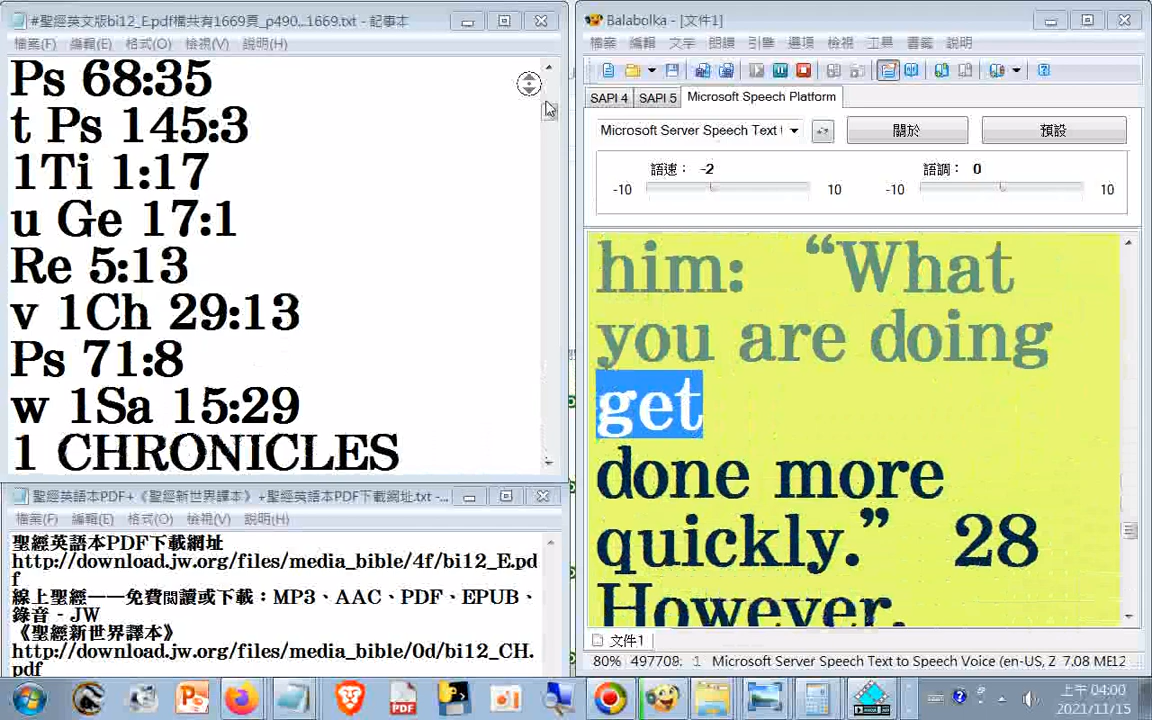 #聖經英文版bi12_E.pdf檔共有1669頁_p490...1669.txt - 記事本
檔案(F) 編輯(E) 格式(O) 檢視(V) 說明(H)
Ps 68:35
t Ps 145:3
1Ti 1:17
u Ge 17:1
Re 5:13
v 1Ch 29:13
Ps 71:8
w 1Sa 15:29
1 CHRONICLES
聖經英語本PDF+《聖經新世界譯本》+聖經英語本PDF下載網址.txt - ...
檔案(F) 編輯(E) 格式(O) 檢視(V) 說明(H)
聖經英語本PDF下載網址
http://download.jw.org/files/media_bible/4f/bi12_E.pd
f
線上聖經——免費閱讀或下載：MP3、AAC、PDF、EPUB、
錄音 - JW
《聖經新世界譯本》
http://download.jw.org/files/media_bible/0d/bi12_CH.
pdf
Balabolka - [文件1]
檔案 編輯 文字 朗讀 引擎 選項 檢視 工具 書籤 說明
SAPI 4 SAPI 5 Microsoft Speech Platform
Microsoft Server Speech Text 關於 預設
語速： -2 語調： 0
-10 10 -10 10
him: “What
you are doing
get
done more
quickly.” 28
However,
文件1
80% 497709: 1 Microsoft Server Speech Text to Speech Voice (en-US, Z 7.08 ME12
上午 04:00
2021/11/15